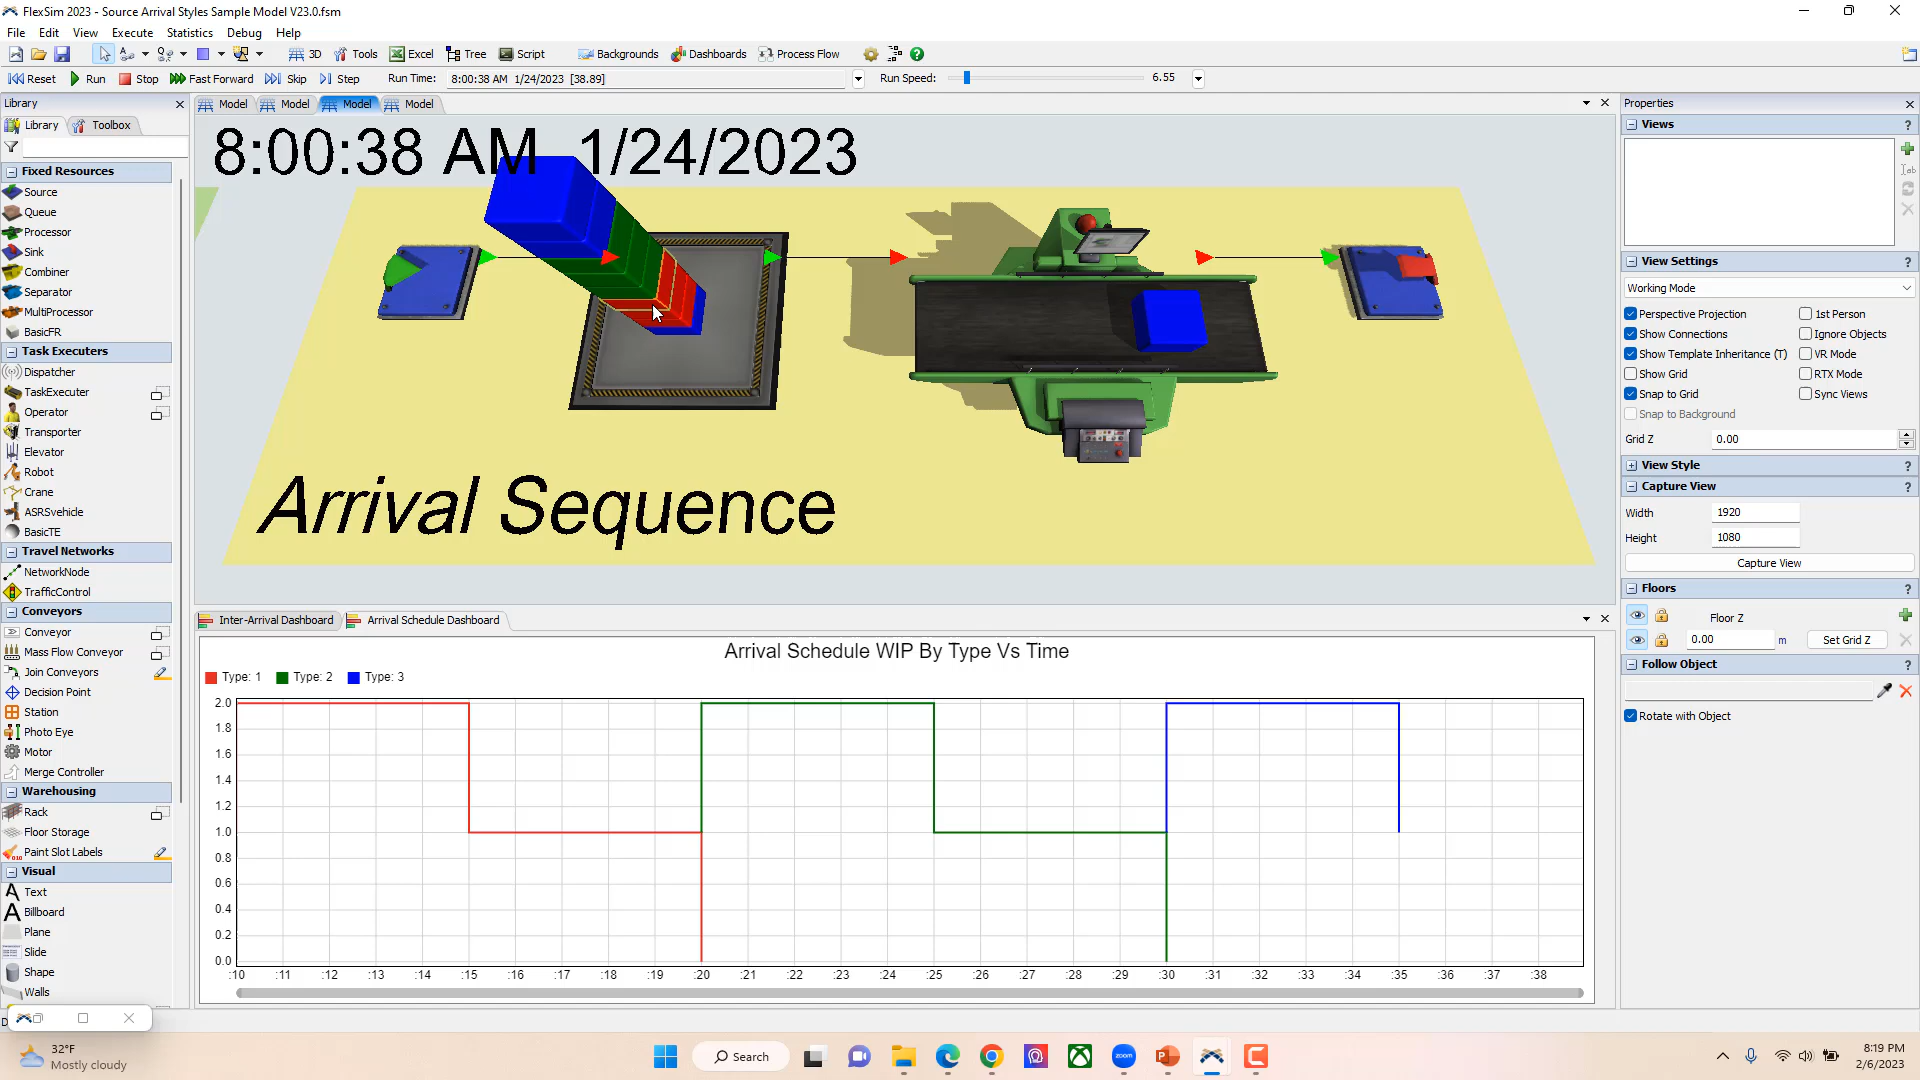 FlexSim 2023 - Source Arrival Styles Sample Model V23.0.fsm
File Edit View Execute Statistics Debug Help
3D Tools Excel Tree Script Backgrounds Dashboards Process Flow
Reset Run Stop Fast Forward Skip Step Run Time: 8:00:38 AM 1/24/2023 [38.89] Run Speed: 6.55
Library
Library Toolbox
Fixed Resources
Source
Queue
Processor
Sink
Combiner
Separator
MultiProcessor
BasicFR
Task Executers
Dispatcher
TaskExecuter
Operator
Transporter
Elevator
Robot
Crane
ASRSvehicle
BasicTE
Travel Networks
NetworkNode
TrafficControl
Conveyors
Conveyor
Mass Flow Conveyor
Join Conveyors
Decision Point
Station
Photo Eye
Motor
Merge Controller
Warehousing
Rack
Floor Storage
Paint Slot Labels
Visual
Text
Billboard
Plane
Slide
Shape
Walls
Model Model Model Model
8:00:38 AM 1/24/2023
Arrival Sequence
Inter-Arrival Dashboard Arrival Schedule Dashboard
Arrival Schedule WIP By Type Vs Time
Type: 1 Type: 2 Type: 3
2.0
1.8
1.6
1.4
1.2
1.0
0.8
0.6
0.4
0.2
0.0
:10 :11 :12 :13 :14 :15 :16 :17 :18 :19 :20 :21 :22 :23 :24 :25 :26 :27 :28 :29 :30 :31 :32 :33 :34 :35 :36 :37 :38
Properties
Views
View Settings
Working Mode
Perspective Projection 1st Person
Show Connections Ignore Objects
Show Template Inheritance (T) VR Mode
Show Grid RTX Mode
Snap to Grid Sync Views
Snap to Background
Grid Z 0.00
View Style
Capture View
Width 1920
Height 1080
Capture View
Floors
Floor Z
0.00 m Set Grid Z
Follow Object
Rotate with Object
32°F
Mostly cloudy
Search
zoom
8:19 PM
2/6/2023